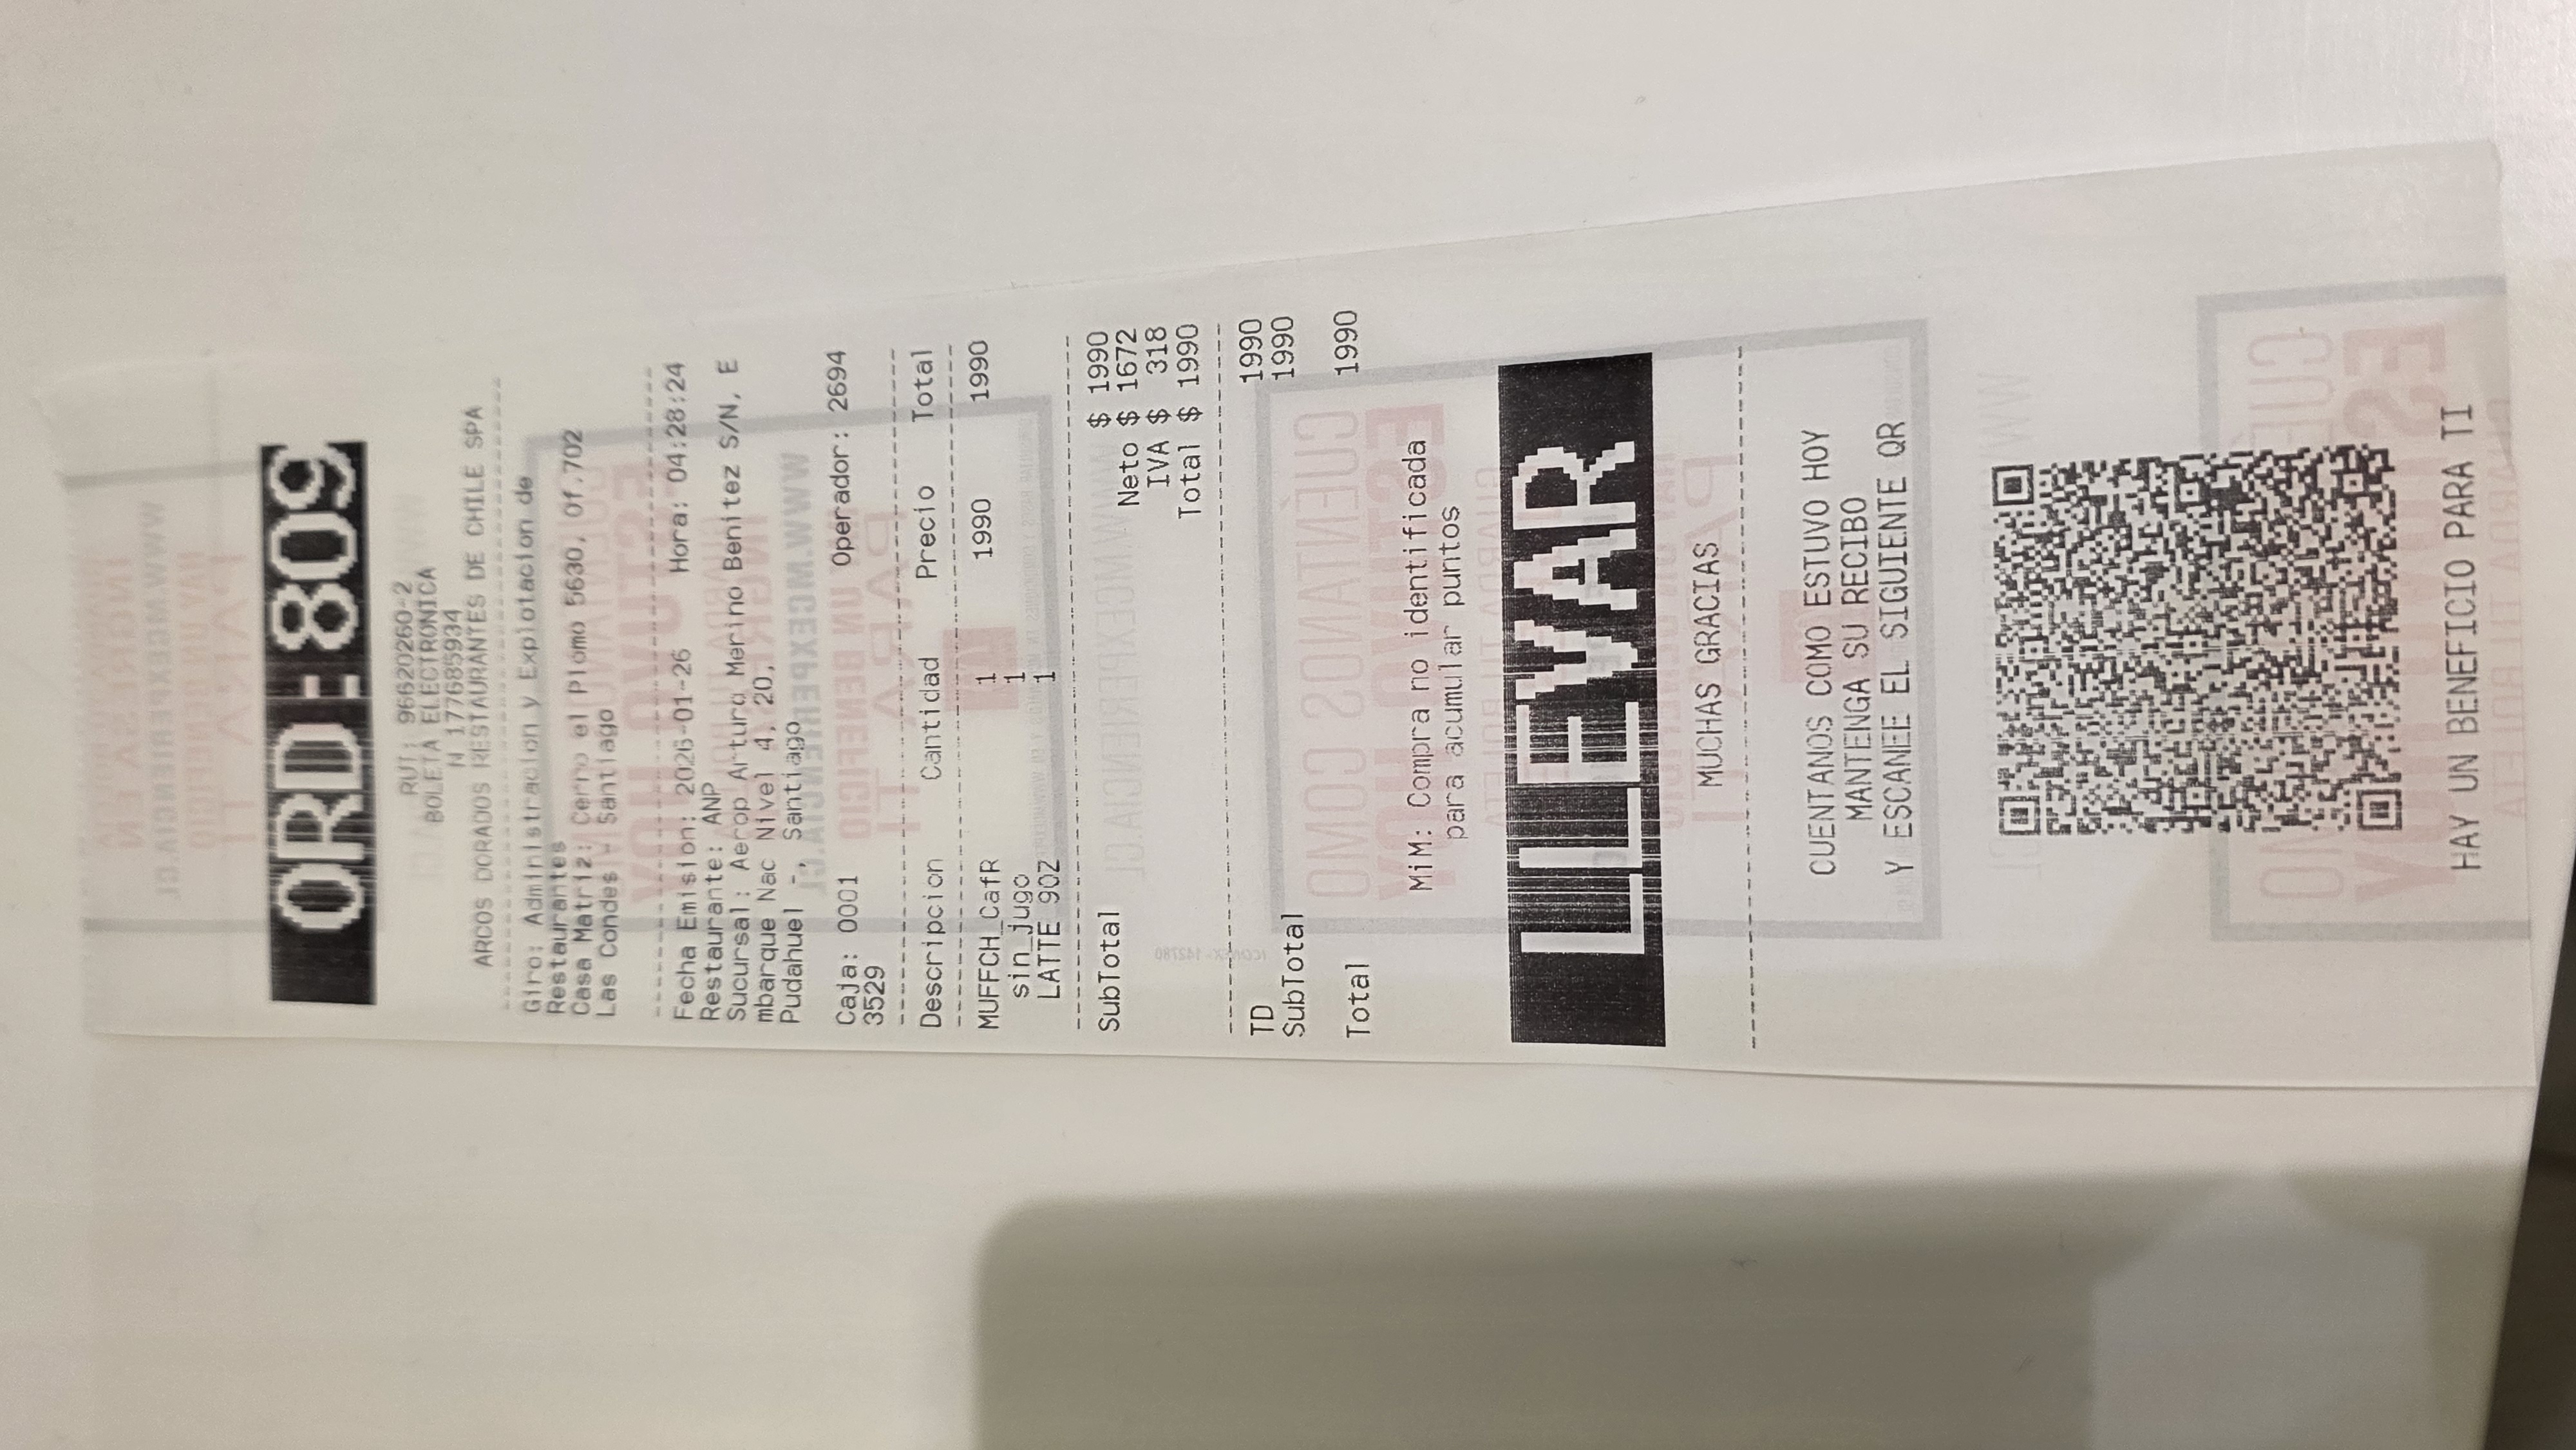 ORD 809
RUT: 96620260-2
BOLETA ELECTRONICA
N 177685934
ARCOS DORADOS RESTAURANTES DE CHILE SPA
Giro: Administracion y Explotacion de
Restaurantes
Casa Matriz: Cerro el Plomo 5630, Of.702
Las Condes - Santiago
Fecha Emision: 2026-01-26 Hora: 04:28:24
Restaurante: ANP
Sucursal: Aerop Arturo Merino Benitez S/N, E
mbarque Nac Nivel 4, 20,
Pudahuel -, Santiago
Caja: 0001 Operador: 2694
3529
Descripcion Cantidad Precio Total
MUFFCH_CafR 1 1990 1990
sin_jugo 1
LATTE 9OZ 1
SubTotal $ 1990
Neto $ 1672
IVA $ 318
Total $ 1990
TD 1990
SubTotal 1990
Total 1990
MiM: Compra no identificada
para acumular puntos
LLEVAR
MUCHAS GRACIAS
CUENTANOS COMO ESTUVO HOY
MANTENGA SU RECIBO
Y ESCANEE EL SIGUIENTE QR
HAY UN BENEFICIO PARA TI